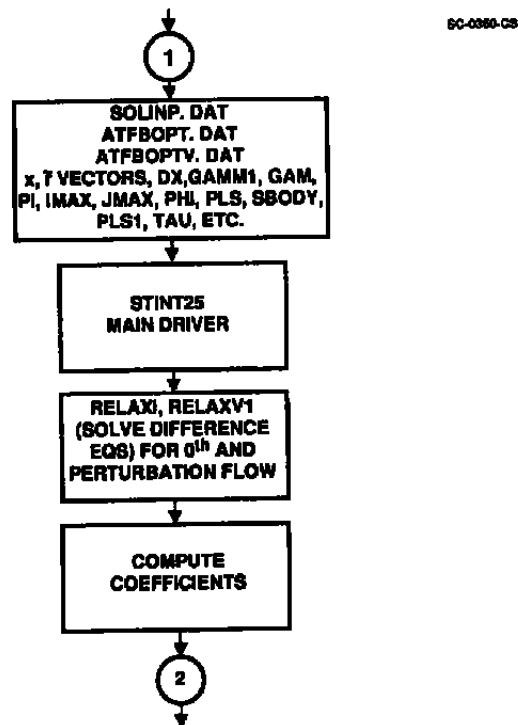 SC-0360-CS
1
SOLINP. DAT
ATFBOPT. DAT
ATFBOPTV. DAT
x, r̄ VECTORS, DX,GAMM1, GAM,
PI, IMAX, JMAX, PHI, PLS, SBODY,
PLS1, TAU, ETC.
STINT25
MAIN DRIVER
RELAXI, RELAXV1
(SOLVE DIFFERENCE
EQS) FOR 0th AND
PERTURBATION FLOW
COMPUTE
COEFFICIENTS
2